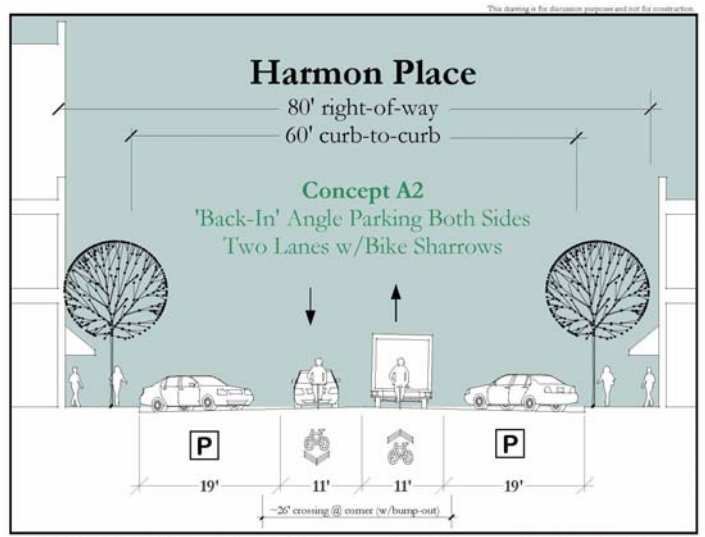 This drawing is for discussion purposes and not for construction.
Harmon Place
80' right-of-way
60' curb-to-curb
Concept A2
'Back-In' Angle Parking Both Sides
Two Lanes w/Bike Sharrows
P P
19' 11' 11' 19'
~26' crossing @ corner (w/bump-out)